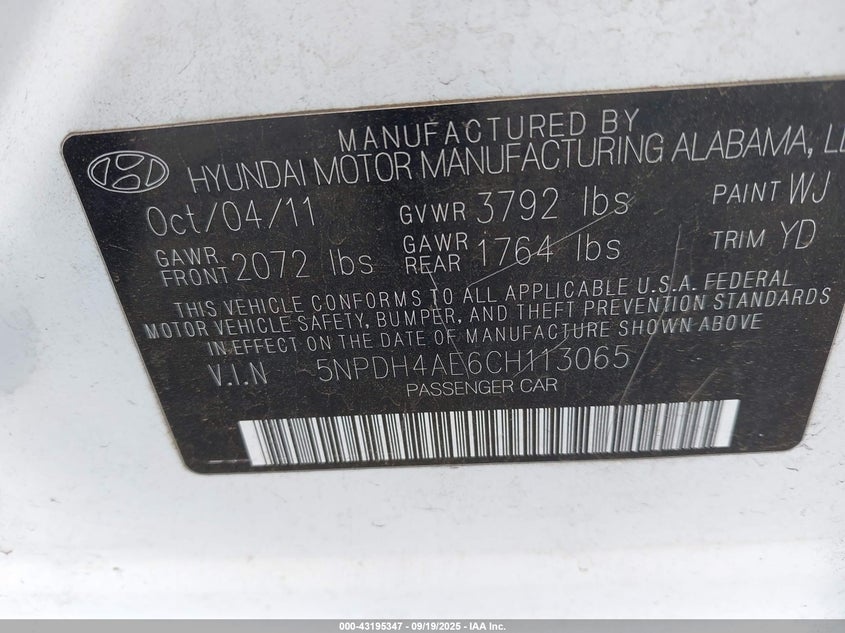 MANUFACTURED BY
HYUNDAI MOTOR MANUFACTURING ALABAMA,
Oct/04/11 GVWR 3792 lbs PAINT WJ
GAWR FRONT 2072 lbs GAWR REAR 1764 lbs TRIM YD
THIS VEHICLE CONFORMS TO ALL APPLICABLE U.S.A. FEDERAL
MOTOR VEHICLE SAFETY, BUMPER, AND THEFT PREVENTION STANDARDS
IN EFFECT ON THE DATE OF MANUFACTURE SHOWN ABOVE
V.I.N 5NPDH4AE6CH113065
PASSENGER CAR
000-43195347 - 09/19/2025 - IAA Inc.